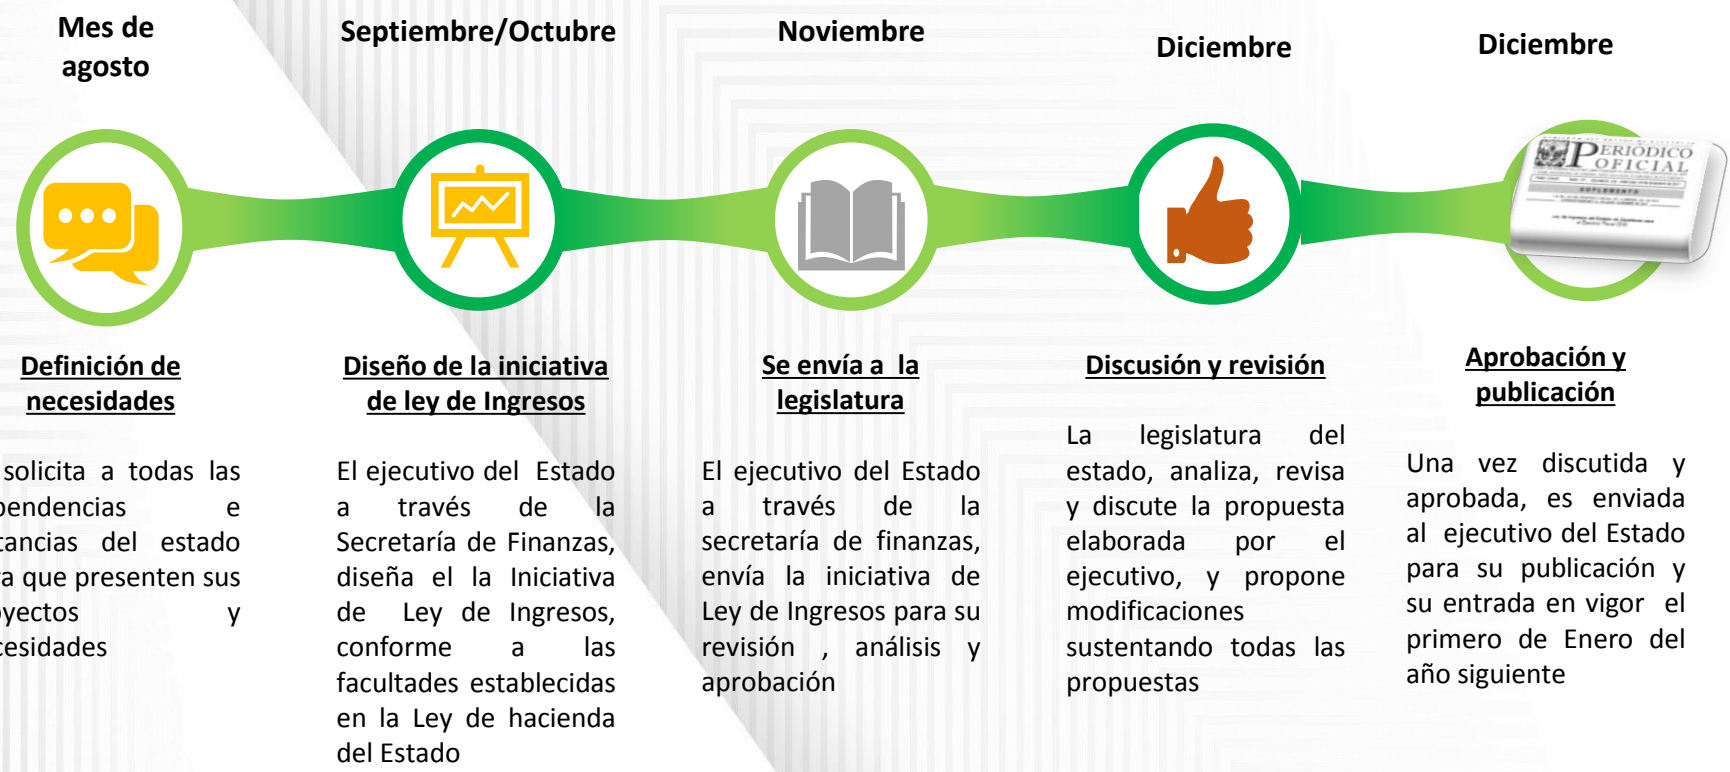 Mes de
agosto
Septiembre/Octubre
Noviembre
Diciembre
Diciembre
PERIÓDICO
OFICIAL
SUPLEMENTO
Definición de
necesidades
solicita a todas las
e
del estado
que presenten sus
y
Diseño de la iniciativa
de ley de Ingresos
El ejecutivo del Estado
a través de la
Secretaría de Finanzas,
diseña el la Iniciativa
de Ley de Ingresos,
conforme a las
facultades establecidas
en la Ley de hacienda
del Estado
Se envía a la
legislatura
El ejecutivo del Estado
a través de la
secretaría de finanzas,
envía la iniciativa de
Ley de Ingresos para su
revisión , análisis y
aprobación
Discusión y revisión
La legislatura del
estado, analiza, revisa
y discute la propuesta
elaborada por el
ejecutivo, y propone
modificaciones
sustentando todas las
propuestas
Aprobación y
publicación
Una vez discutida y
aprobada, es enviada
al ejecutivo del Estado
para su publicación y
su entrada en vigor el
primero de Enero del
año siguiente